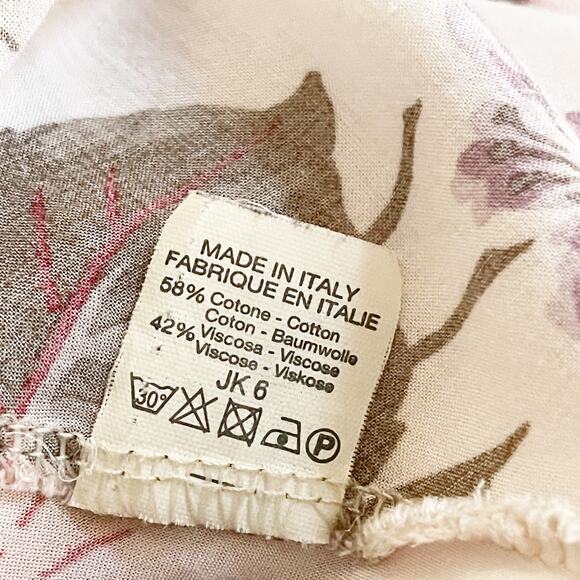 MADE IN ITALY
FABRIQUE EN ITALIE
58% Cotone - Cotton
Coton - Baumwolle
42% Viscosa - Viscose
Viscose - Viskose
JK 6
30° P